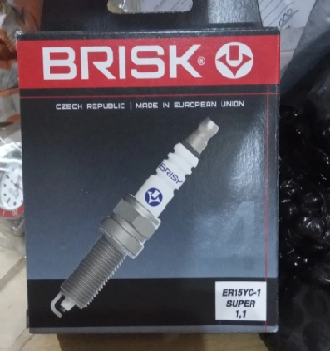 BRISK®
CZECH REPUBLIC | MADE IN EUROPEAN UNION
BRISK
ER15YC-1
SUPER
1,1